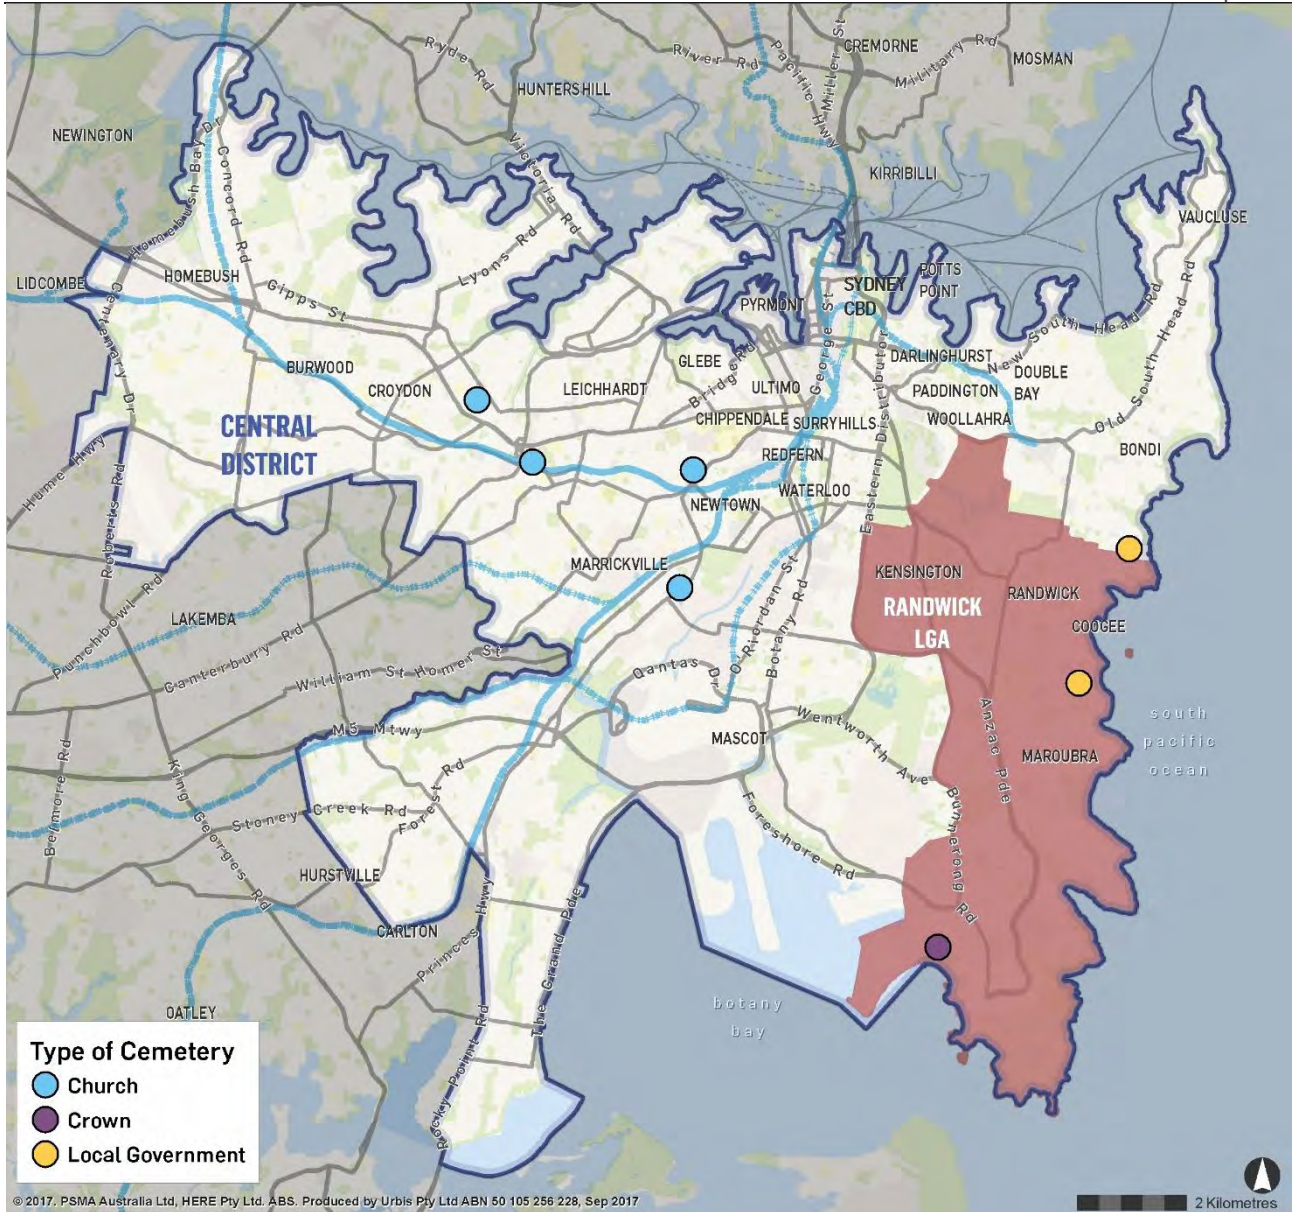 CREMORNE
Military Rd
MOSMAN
Ryde Rd
River Rd
Pacific Hwy
Miller St
HUNTERSHILL
NEWINGTON
Victoria Rd
KIRRIBILLI
Homebush Bay Dr
Concord Rd
VAUCLUSE
LIDCOMBE
HOMEBUSH
Lyons Rd
POTTS
POINT
SYDNEY
CBD
PYRMONT
Gipps St
Centenary Dr
George St
New South Head Rd
Old South Head Rd
BURWOOD
CROYDON
LEICHHARDT
GLEBE
Bridge Rd
ULTIMO
DARLINGHURST
PADDINGTON
DOUBLE
BAY
CHIPPENDALE
SURRYHILLS
WOOLLAHRA
CENTRAL
DISTRICT
Eastern Distributor
BONDI
Hume Hwy
Roberts Rd
REDFERN
WATERLOO
NEWTOWN
MARRICKVILLE
KENSINGTON
RANDWICK
RANDWICK
LGA
COOGEE
LAKEMBA
Punchbowl Rd
Canterbury Rd
William St
Homer St
Qantas Dr
O'Riordan St
Botany Rd
M5 Mtwy
MASCOT
Wentworth Ave
Anzac Pde
MAROUBRA
south
pacific
ocean
Belmore Rd
King Georges Rd
Stoney Creek Rd
Forest Rd
Foreshore Rd
Bunnerong Rd
HURSTVILLE
CARLTON
Princes Hwy
The Grand Pde
Rocky Point Rd
botany
bay
OATLEY
Type of Cemetery
Church
Crown
Local Government
© 2017. PSMA Australia Ltd, HERE Pty Ltd. ABS. Produced by Urbis Pty Ltd ABN 50 105 256 228, Sep 2017
2 Kilometres